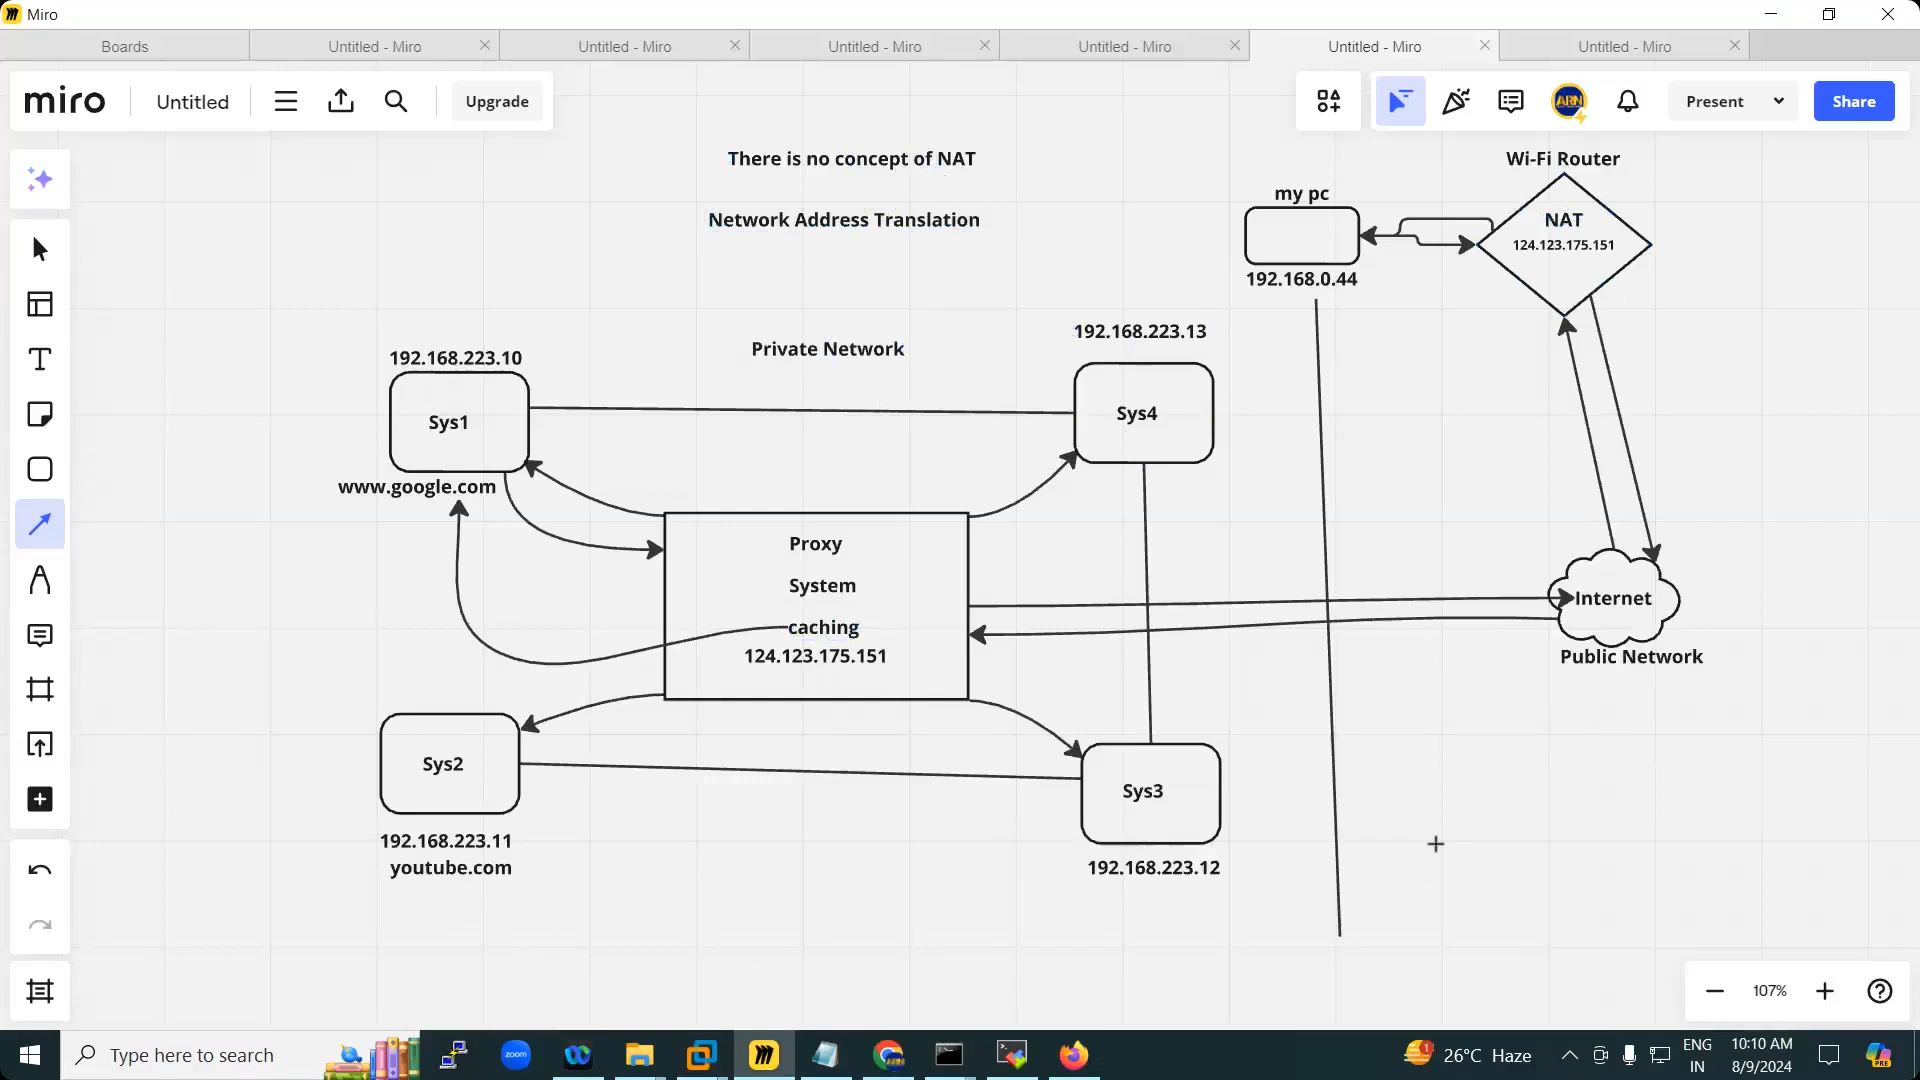 Miro
Boards
Untitled - Miro
Untitled - Miro
Untitled - Miro
Untitled - Miro
Untitled - Miro
Untitled - Miro
miro
Untitled
Upgrade
ARN
Present
Share
There is no concept of NAT
Network Address Translation
Private Network
Wi-Fi Router
my pc
NAT
124.123.175.151
192.168.0.44
192.168.223.13
192.168.223.10
Sys1
Sys4
www.google.com
Proxy
System
caching
124.123.175.151
Internet
Public Network
Sys2
Sys3
192.168.223.11
youtube.com
192.168.223.12
107%
Type here to search
zoom
1
26°C Haze
ENG
IN
10:10 AM
8/9/2024
PRE